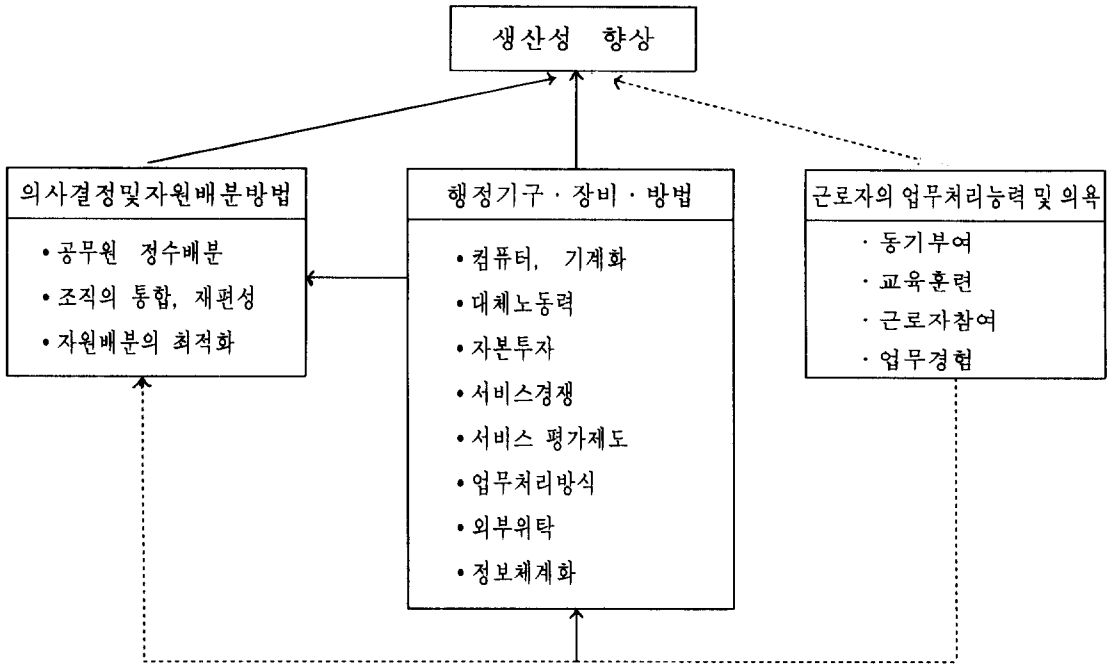 생산성 향상
의사결정및자원배분방법
• 공무원 정수배분
• 조직의 통합, 재편성
• 자원배분의 최적화
행정기구 · 장비 · 방법
• 컴퓨터, 기계화
• 대체노동력
• 자본투자
• 서비스경쟁
• 서비스 평가제도
• 업무처리방식
• 외부위탁
• 정보체계화
근로자의 업무처리능력 및 의욕
· 동기부여
· 교육훈련
· 근로자참여
· 업무경험